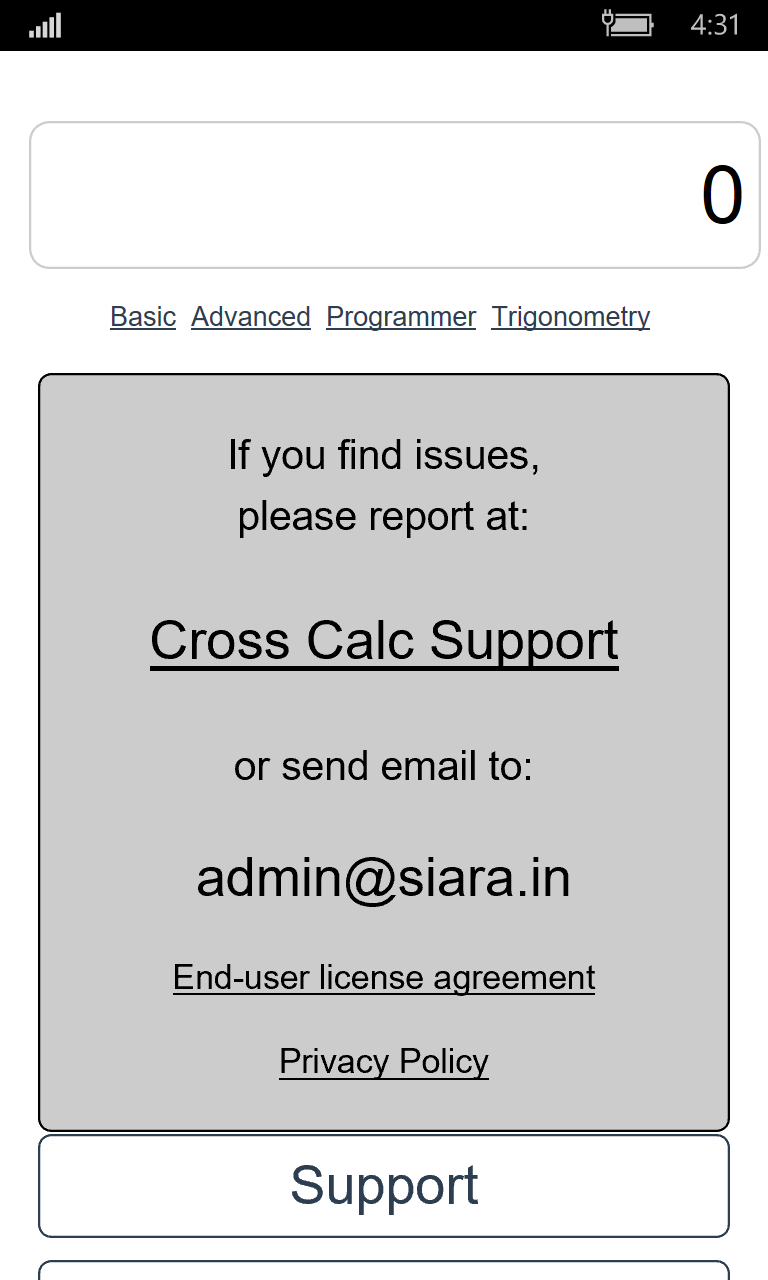 4:31
0
Basic Advanced Programmer Trigonometry
If you find issues,
please report at:
Cross Calc Support
or send email to:
admin@siara.in
End-user license agreement
Privacy Policy
Support